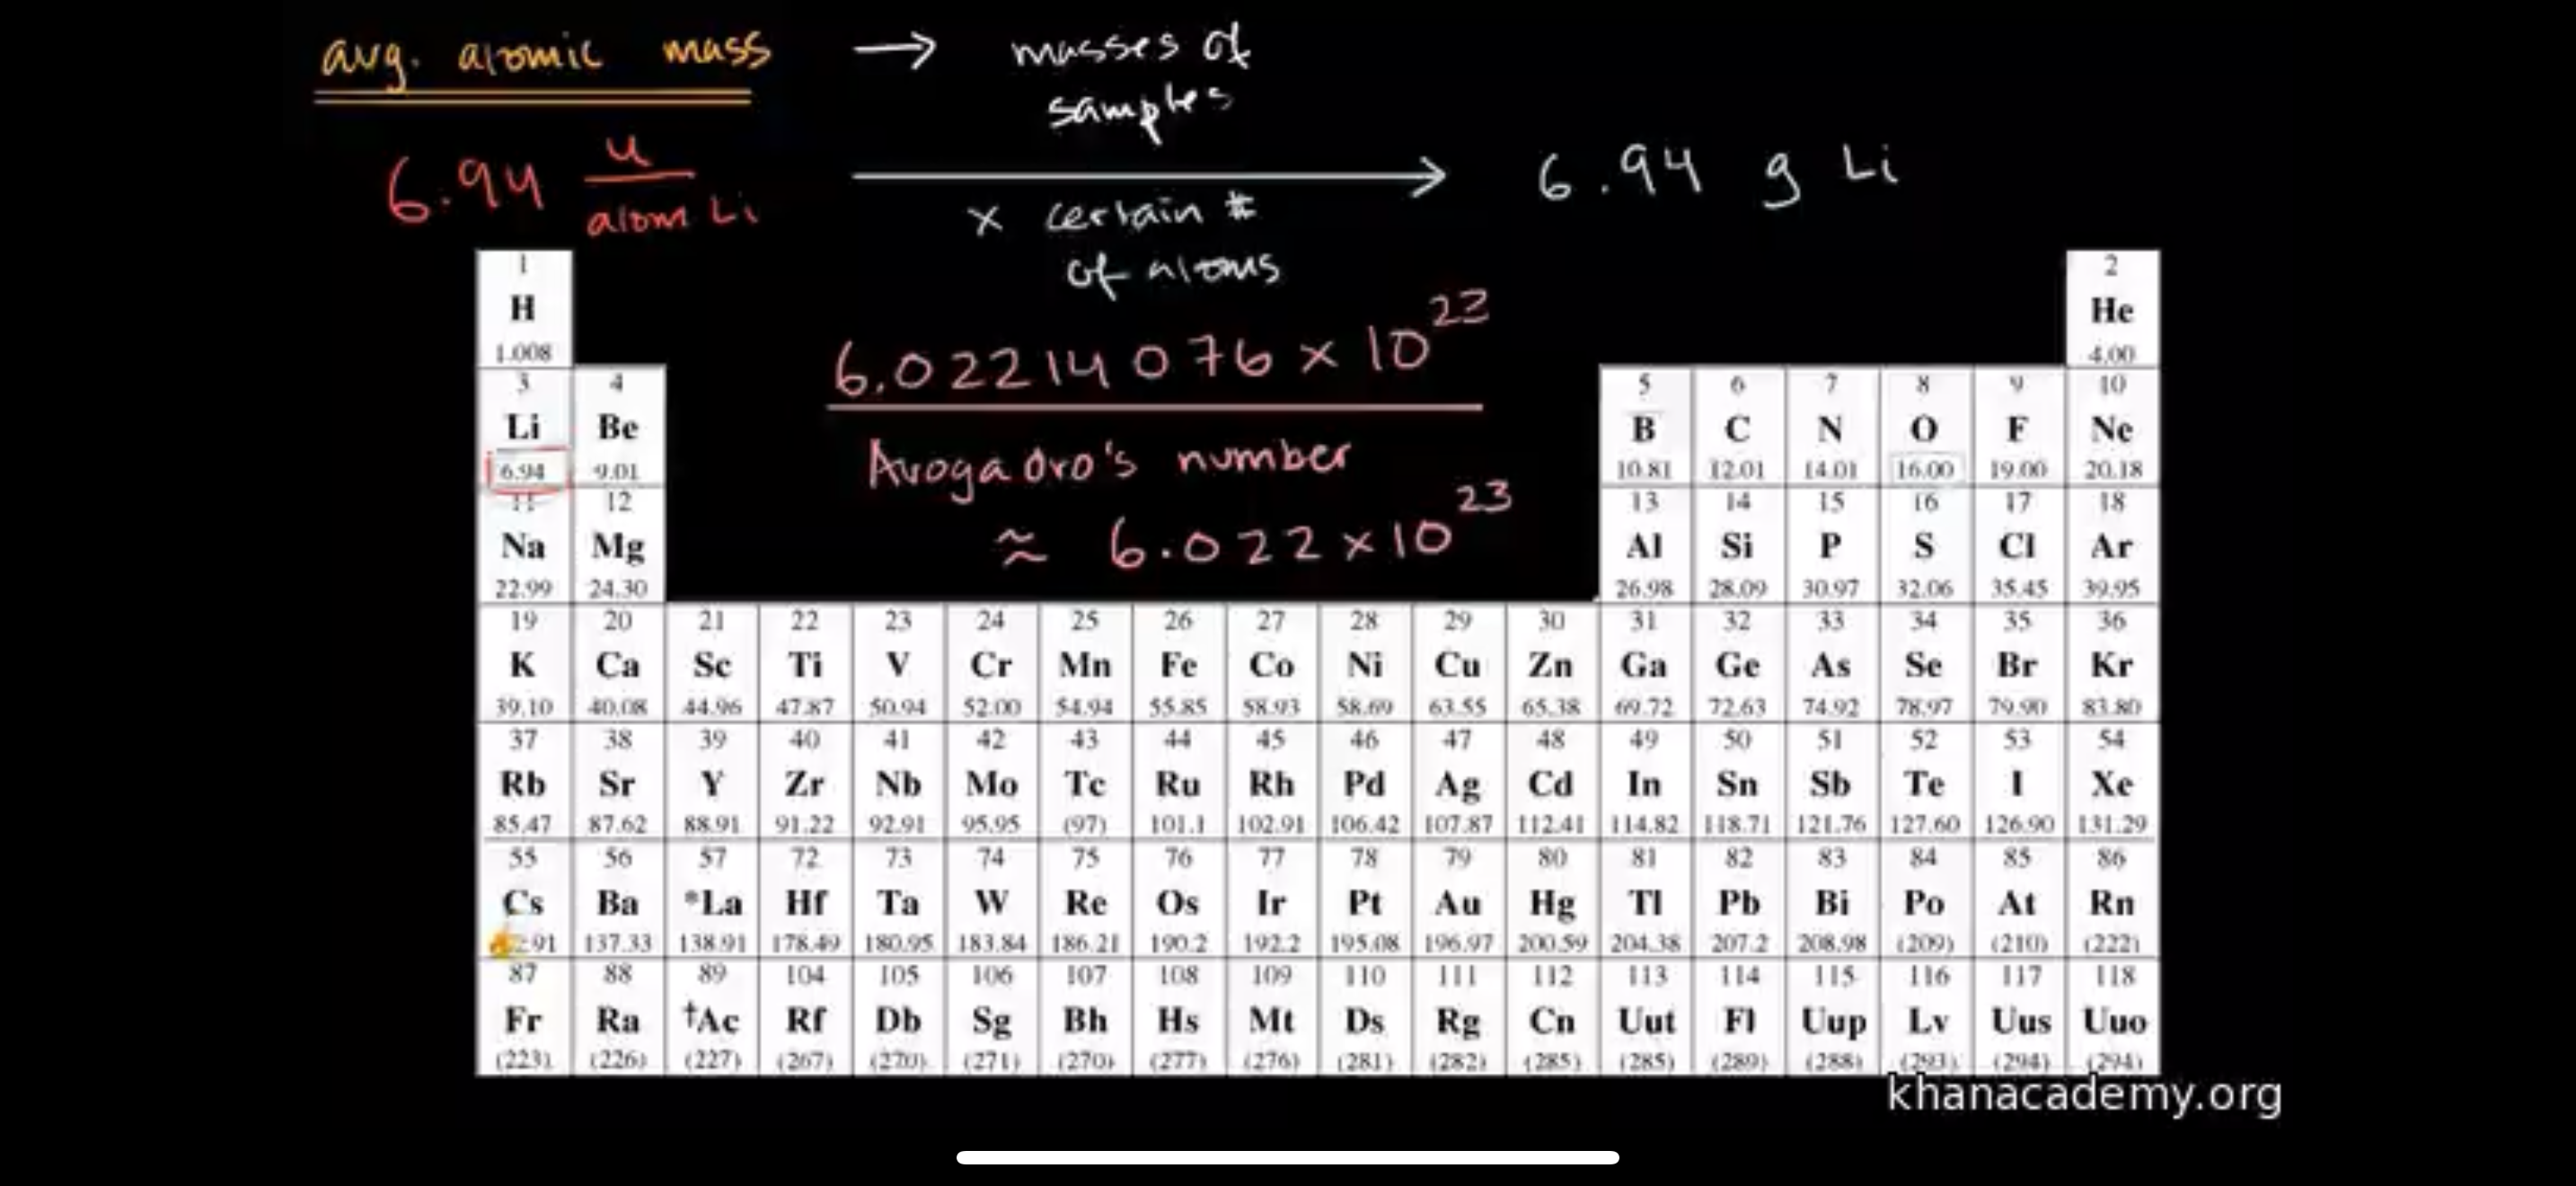 avg. atomic mass → masses of
samples
6.94 u
atom Li
6.94 g Li
x certain #
of atoms
6.02214076 x 10^23
Avogadro's number
≈ 6.022 x 10^23
1 2
H He
1.008 4.00
3 4 5 6 7 8 9 10
Li Be B C N O F Ne
6.94 9.01 10.81 12.01 14.01 16.00 19.00 20.18
11 12 13 14 15 16 17 18
Na Mg Al Si P S Cl Ar
22.99 24.30 26.98 28.09 30.97 32.06 35.45 39.95
19 20 21 22 23 24 25 26 27 28 29 30 31 32 33 34 35 36
K Ca Sc Ti V Cr Mn Fe Co Ni Cu Zn Ga Ge As Se Br Kr
39.10 40.08 44.96 47.87 50.94 52.00 54.94 55.85 58.93 58.69 63.55 65.38 69.72 72.63 74.92 78.97 79.90 83.80
37 38 39 40 41 42 43 44 45 46 47 48 49 50 51 52 53 54
Rb Sr Y Zr Nb Mo Tc Ru Rh Pd Ag Cd In Sn Sb Te I Xe
85.47 87.62 88.91 91.22 92.91 95.95 (97) 101.1 102.91 106.42 107.87 112.41 114.82 118.71 121.76 127.60 126.90 131.29
55 56 57 72 73 74 75 76 77 78 79 80 81 82 83 84 85 86
Cs Ba *La Hf Ta W Re Os Ir Pt Au Hg Tl Pb Bi Po At Rn
137.33 138.91 178.49 180.95 183.84 186.21 190.2 192.2 195.08 196.97 200.59 204.38 207.2 208.98 (209) (210) (222)
87 88 89 104 105 106 107 108 109 110 111 112 113 114 115 116 117 118
Fr Ra †Ac Rf Db Sg Bh Hs Mt Ds Rg Cn Uut Fl Uup Lv Uus Uuo
(223) (226) (227) (267) (270) (271) (270) (277) (276) (281) (282) (285) (285) (289) (288) (293) (294) (294)
khanacademy.org